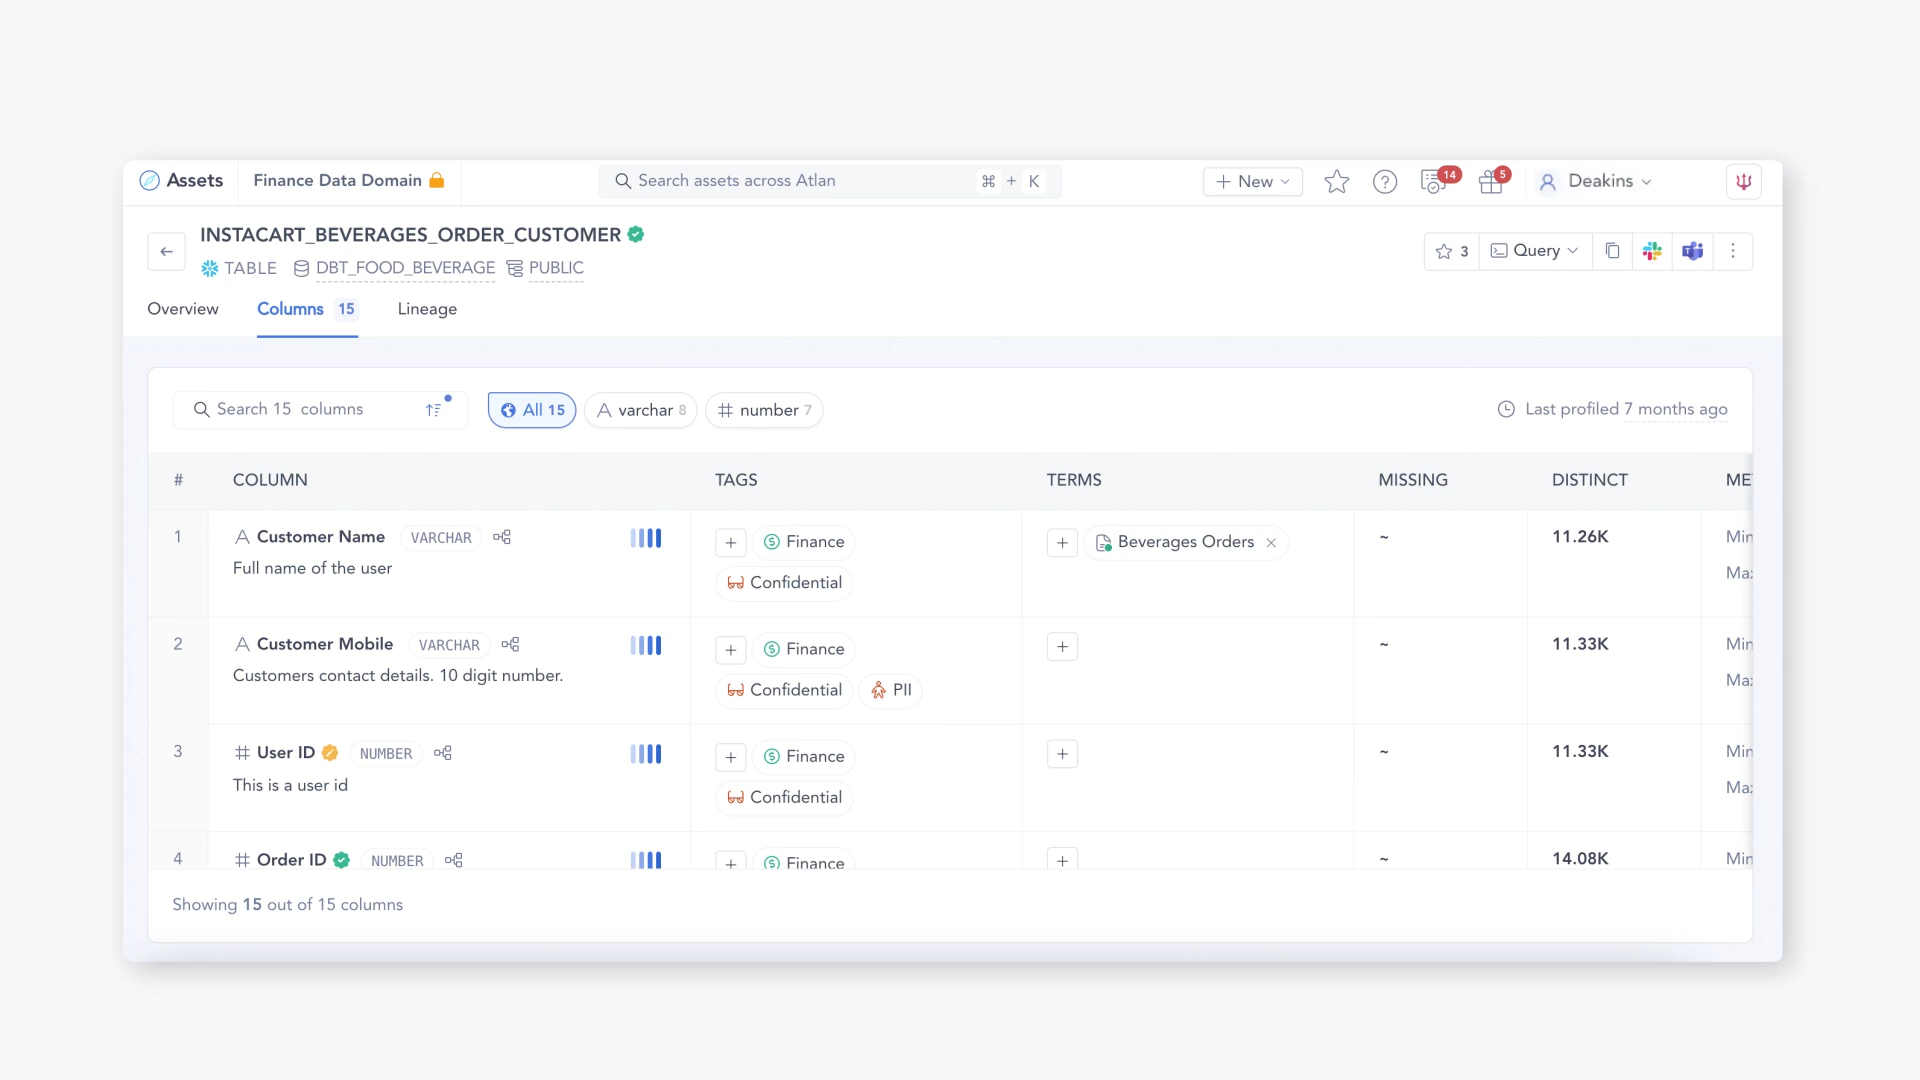 Assets Finance Data Domain Search assets across Atlan ⌘ + K + New ? 14 5 Deakins
INSTACART_BEVERAGES_ORDER_CUSTOMER
TABLE DBT_FOOD_BEVERAGE PUBLIC
3 Query
Overview Columns 15 Lineage
Search 15 columns All 15 varchar 8 number 7 Last profiled 7 months ago
# COLUMN TAGS TERMS MISSING DISTINCT ME
1 Customer Name VARCHAR + Finance + Beverages Orders × ~ 11.26K Min
Full name of the user Confidential Max
2 Customer Mobile VARCHAR + Finance + ~ 11.33K Min
Customers contact details. 10 digit number. Confidential PII Max
3 User ID NUMBER + Finance + ~ 11.33K Min
This is a user id Confidential Max
4 Order ID NUMBER + Finance + ~ 14.08K Min
Showing 15 out of 15 columns